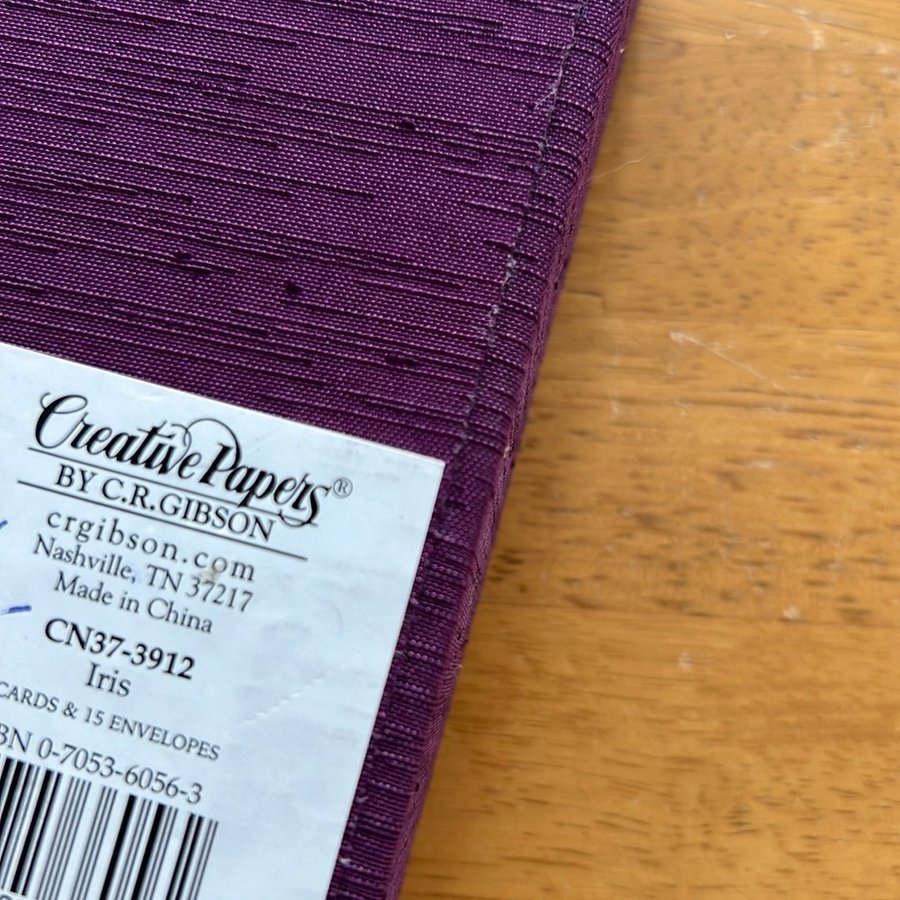 Creative Papers®
BY C.R.GIBSON
crgibson.com
Nashville, TN 37217
Made in China
CN37-3912
Iris
CARDS & 15 ENVELOPES
BN 0-7053-6056-3